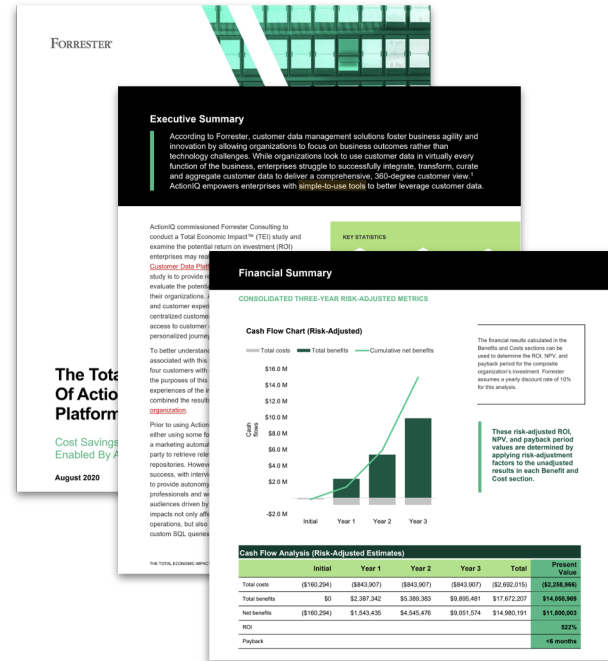 FORRESTER®
The Tota
Of Actio
Platform
Cost Savings
Enabled By A
August 2020
Executive Summary
According to Forrester, customer data management solutions foster business agility and
innovation by allowing organizations to focus on business outcomes rather than
technology challenges. While organizations look to use customer data in virtually every
function of the business, enterprises struggle to successfully integrate, transform, curate
and aggregate customer data to deliver a comprehensive, 360-degree customer view.1
ActionIQ empowers enterprises with simple-to-use tools to better leverage customer data.
ActionIQ commissioned Forrester Consulting to
conduct a Total Economic Impact™ (TEI) study and
examine the potential return on investment (ROI)
enterprises may real
Customer Data Platf
study is to provide re
evaluate the potentia
their organizations. A
and customer experi
centralized custome
access to customer
personalized journey
To better understand
associated with this
four customers with
the purposes of this
experiences of the in
combined the results
organization.
Prior to using Action
either using some fo
a marketing automat
party to retrieve rele
repositories. Howeve
success, with intervi
to provide autonomy
professionals and w
audiences driven by
impacts not only affe
operations, but also
custom SQL queries
THE TOTAL ECONOMIC IMPACT
KEY STATISTICS
Financial Summary
CONSOLIDATED THREE-YEAR RISK-ADJUSTED METRICS
Cash Flow Chart (Risk-Adjusted)
Total costs Total benefits Cumulative net benefits
$16.0 M
$14.0 M
$12.0 M
$10.0 M
$8.0 M
$6.0 M
$4.0 M
$2.0 M
-$2.0 M
Cash
flows
Initial Year 1 Year 2 Year 3
The financial results calculated in the
Benefits and Costs sections can be
used to determine the ROI, NPV, and
payback period for the composite
organization's investment. Forrester
assumes a yearly discount rate of 10%
for this analysis.
These risk-adjusted ROI,
NPV, and payback period
values are determined by
applying risk-adjustment
factors to the unadjusted
results in each Benefit and
Cost section.
Cash Flow Analysis (Risk-Adjusted Estimates)
Initial Year 1 Year 2 Year 3 Total Present Value
Total costs ($160,294) ($843,907) ($843,907) ($843,907) ($2,692,015) ($2,258,966)
Total benefits $0 $2,387,342 $5,389,383 $9,895,481 $17,672,207 $14,058,969
Net benefits ($160,294) $1,543,435 $4,545,476 $9,051,574 $14,980,191 $11,800,003
ROI 522%
Payback <6 months